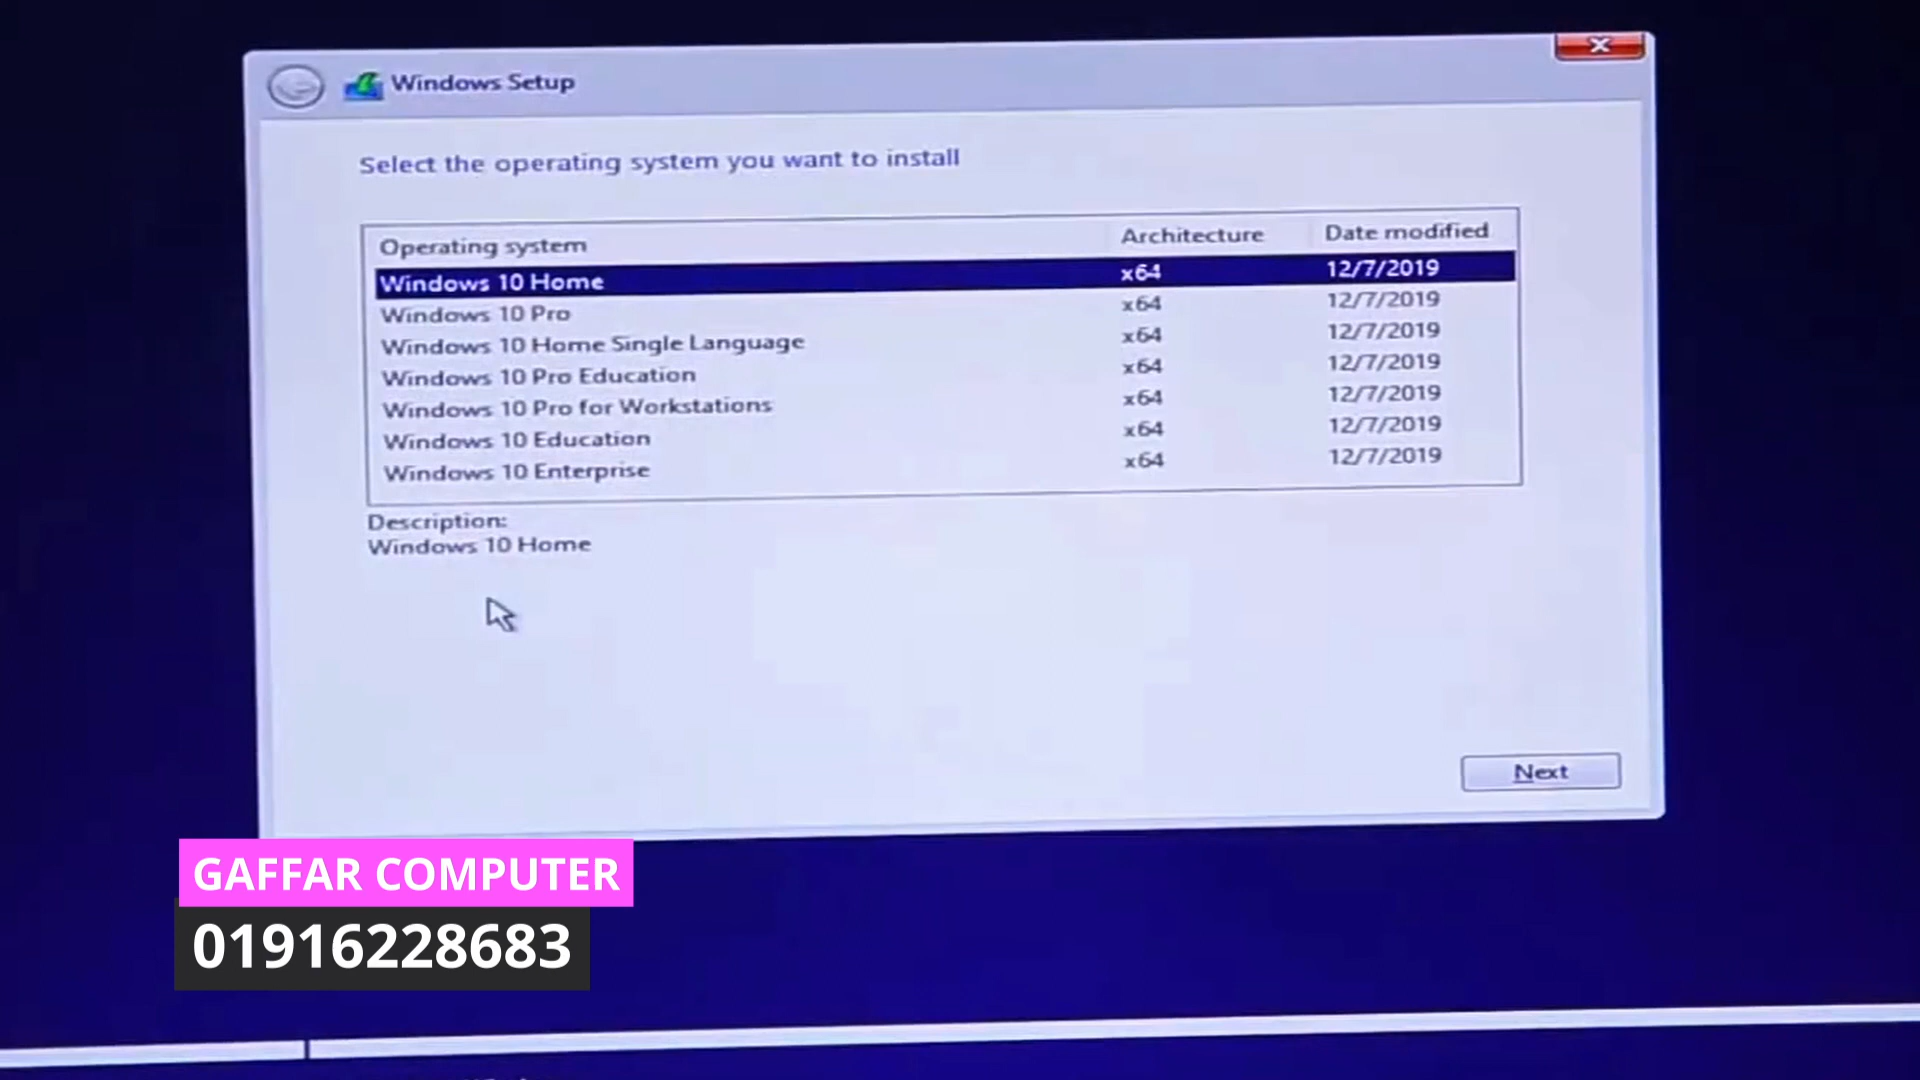 Windows Setup
Select the operating system you want to install
Operating system Architecture Date modified
Windows 10 Home x64 12/7/2019
Windows 10 Pro x64 12/7/2019
Windows 10 Home Single Language x64 12/7/2019
Windows 10 Pro Education x64 12/7/2019
Windows 10 Pro for Workstations x64 12/7/2019
Windows 10 Education x64 12/7/2019
Windows 10 Enterprise x64 12/7/2019
Description:
Windows 10 Home
Next
GAFFAR COMPUTER
01916228683